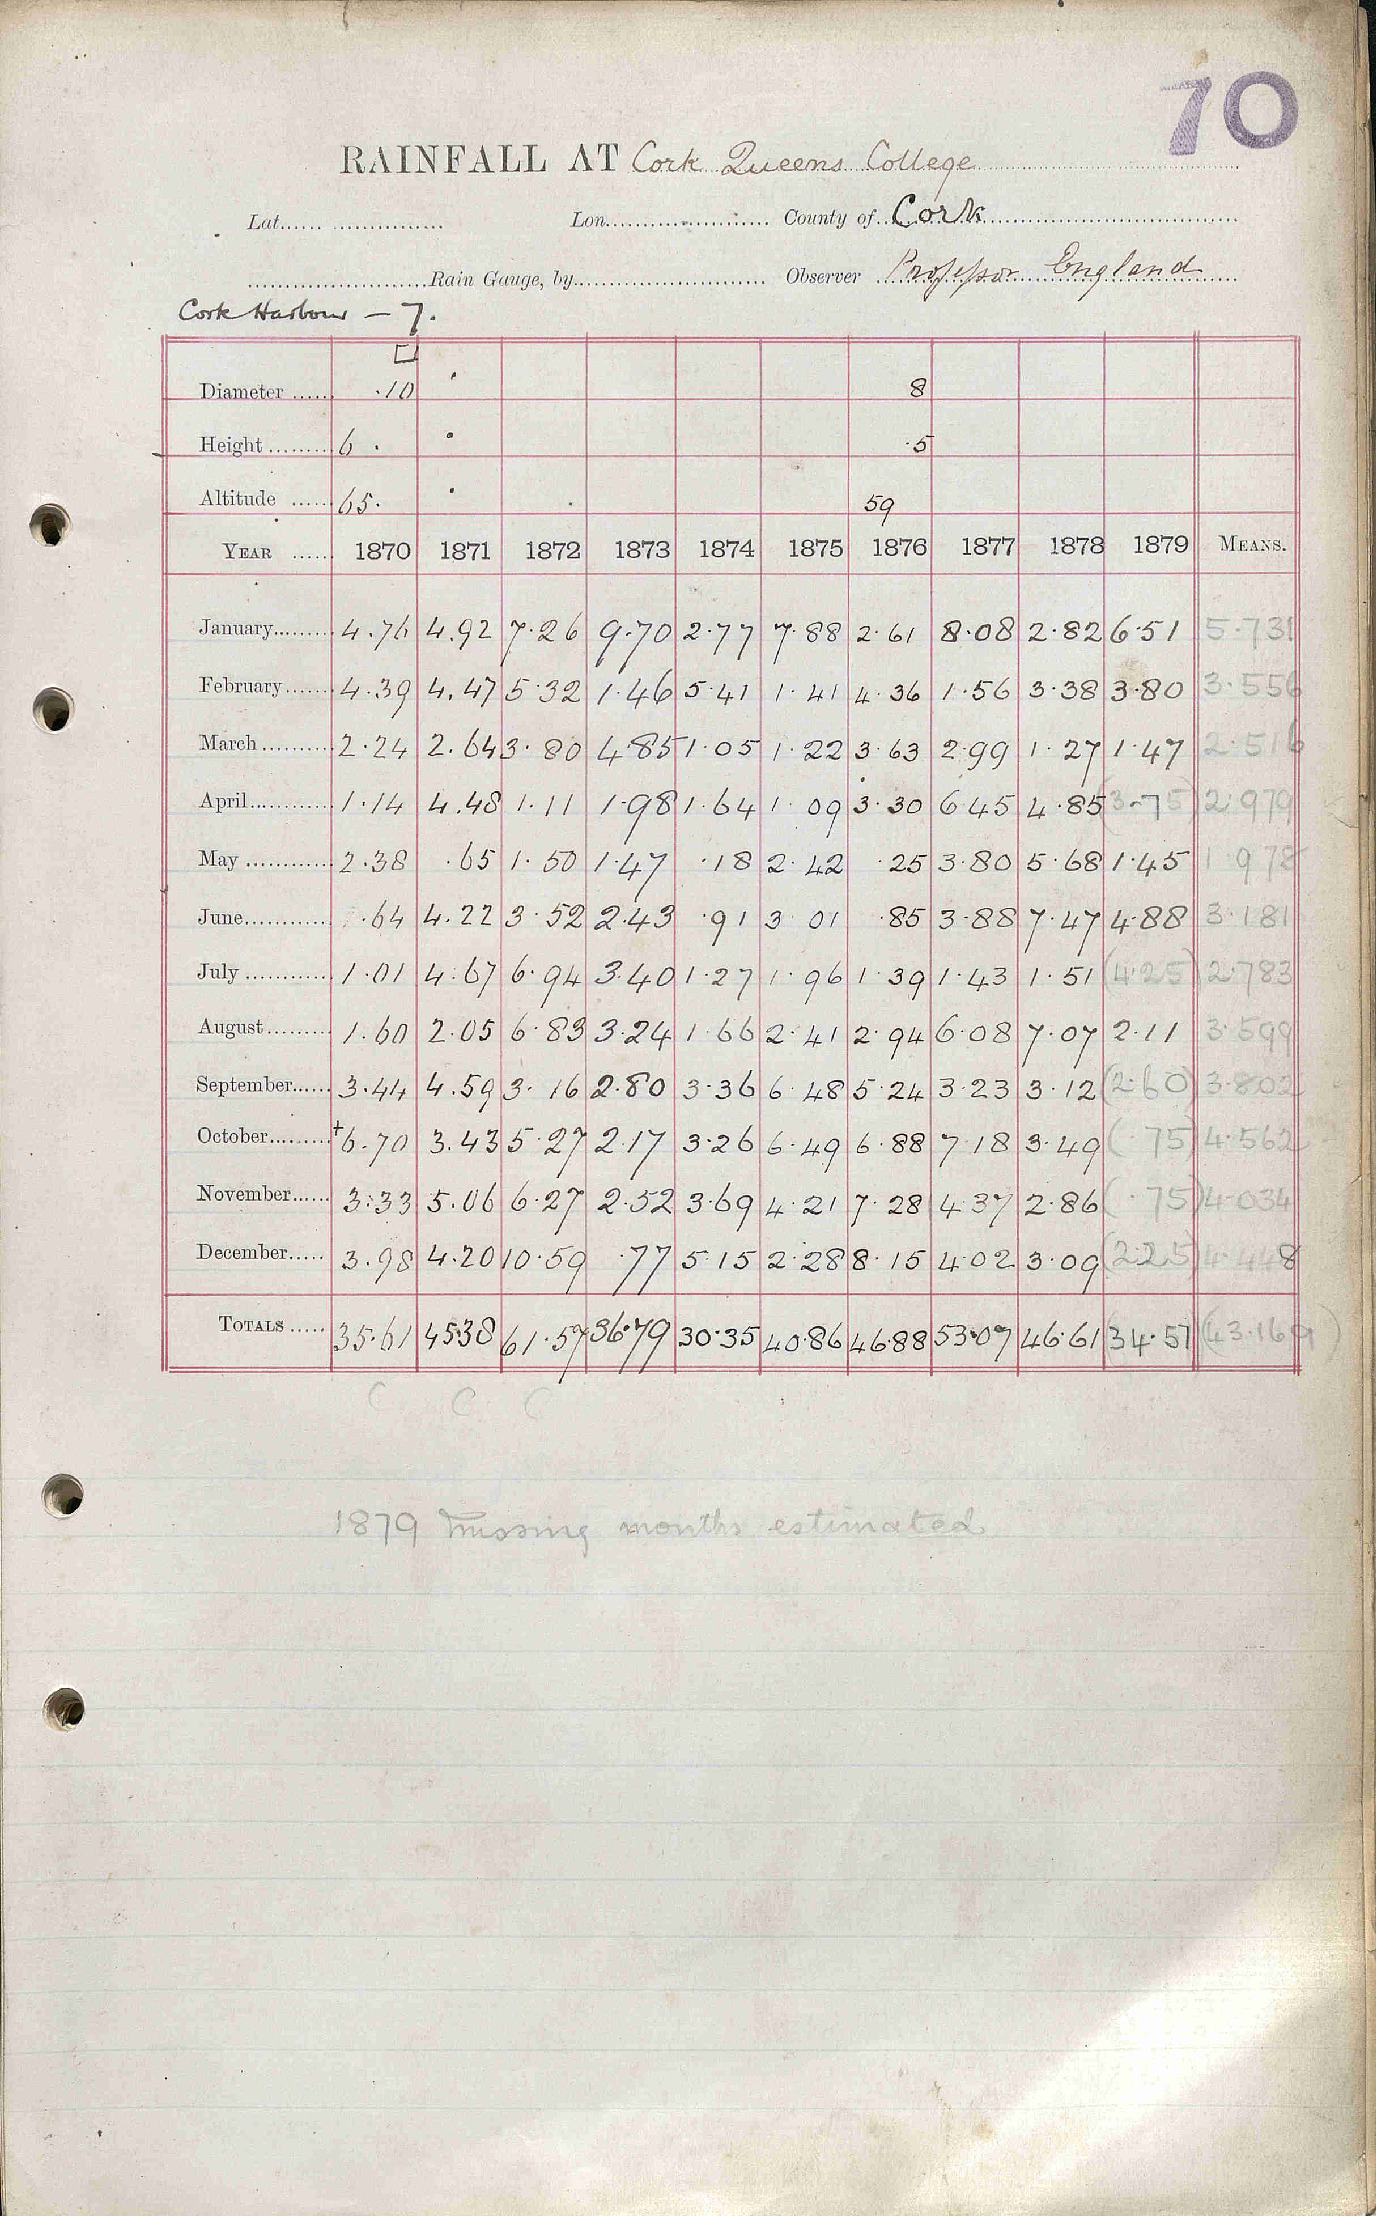 70
RAINFALL AT Cork Queens College
Lat. Lon. County of Cork
Rain Gauge, by Observer Professor England
Cork Harbour – 7.
Diameter ·10 8
Height 6 · ·5
Altitude 65· 59
YEAR 1870 1871 1872 1873 1874 1875 1876 1877 1878 1879 MEANS.
January 4.76 4.92 7.26 9.70 2.77 7.88 2.61 8.08 2.82 6.51 5.731
February 4.39 4.47 5.32 1.46 5.41 1.41 4.36 1.56 3.38 3.80 3.556
March 2.24 2.64 3.80 4.85 1.05 1.22 3.63 2.99 1.27 1.47 2.516
April 1.14 4.48 1.11 1.98 1.64 1.09 3.30 6.45 4.85 (3.75) 2.979
May 2.38 .65 1.50 1.47 .18 2.42 .25 3.80 5.68 1.45 1.978
June .64 4.22 3.52 2.43 .91 3.01 .85 3.88 7.47 4.88 3.181
July 1.01 4.67 6.94 3.40 1.27 1.96 1.39 1.43 1.51 (4.25) 2.783
August 1.60 2.05 6.83 3.24 1.66 2.41 2.94 6.08 7.07 2.11 3.599
September 3.44 4.59 3.16 2.80 3.36 6.48 5.24 3.23 3.12 (2.60) 3.802
October +6.70 3.43 5.27 2.17 3.26 6.49 6.88 7.18 3.49 (.75) 4.562
November 3.33 5.06 6.27 2.52 3.69 4.21 7.28 4.37 2.86 (.75) 4.034
December 3.98 4.20 10.59 .77 5.15 2.28 8.15 4.02 3.09 (2.25) 4.448
TOTALS 35.61 45.38 61.57 36.79 30.35 40.86 46.88 53.07 46.61 (34.57) (43.169)
C C C
1879 missing months estimated